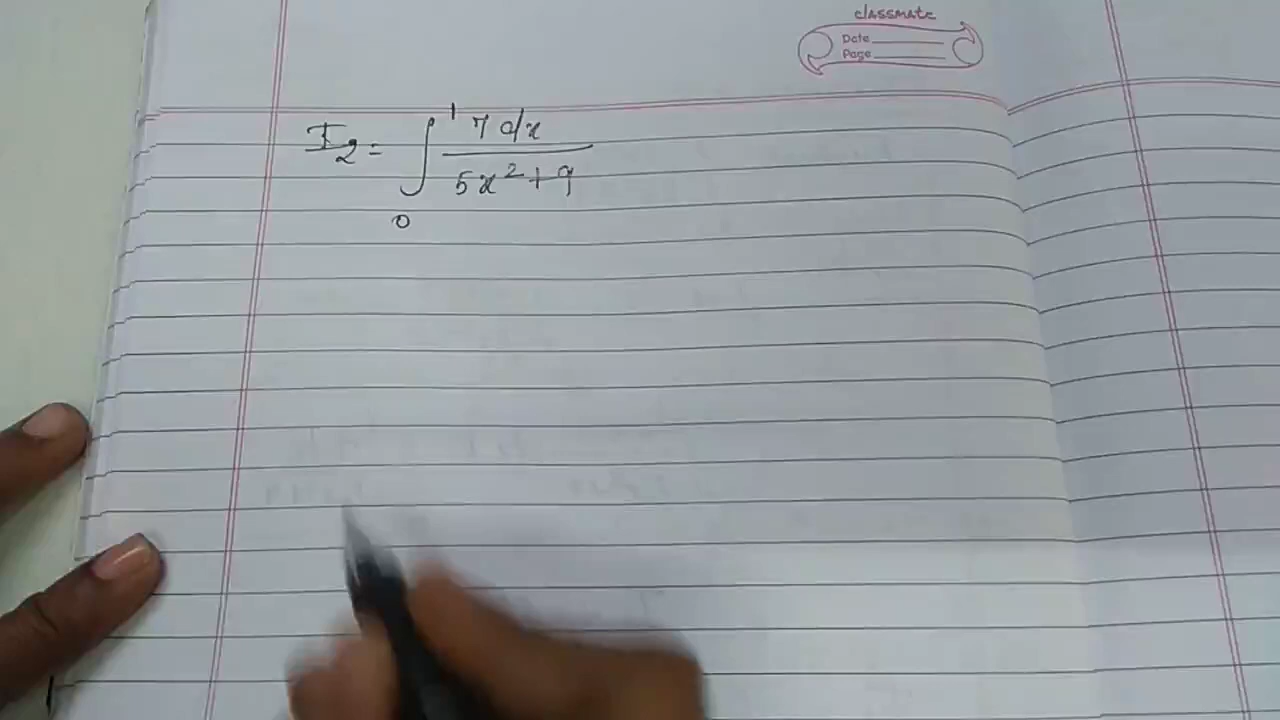 classmate
Date
Page
I₂ = ∫₀¹ 7 dx / 5x² + 9